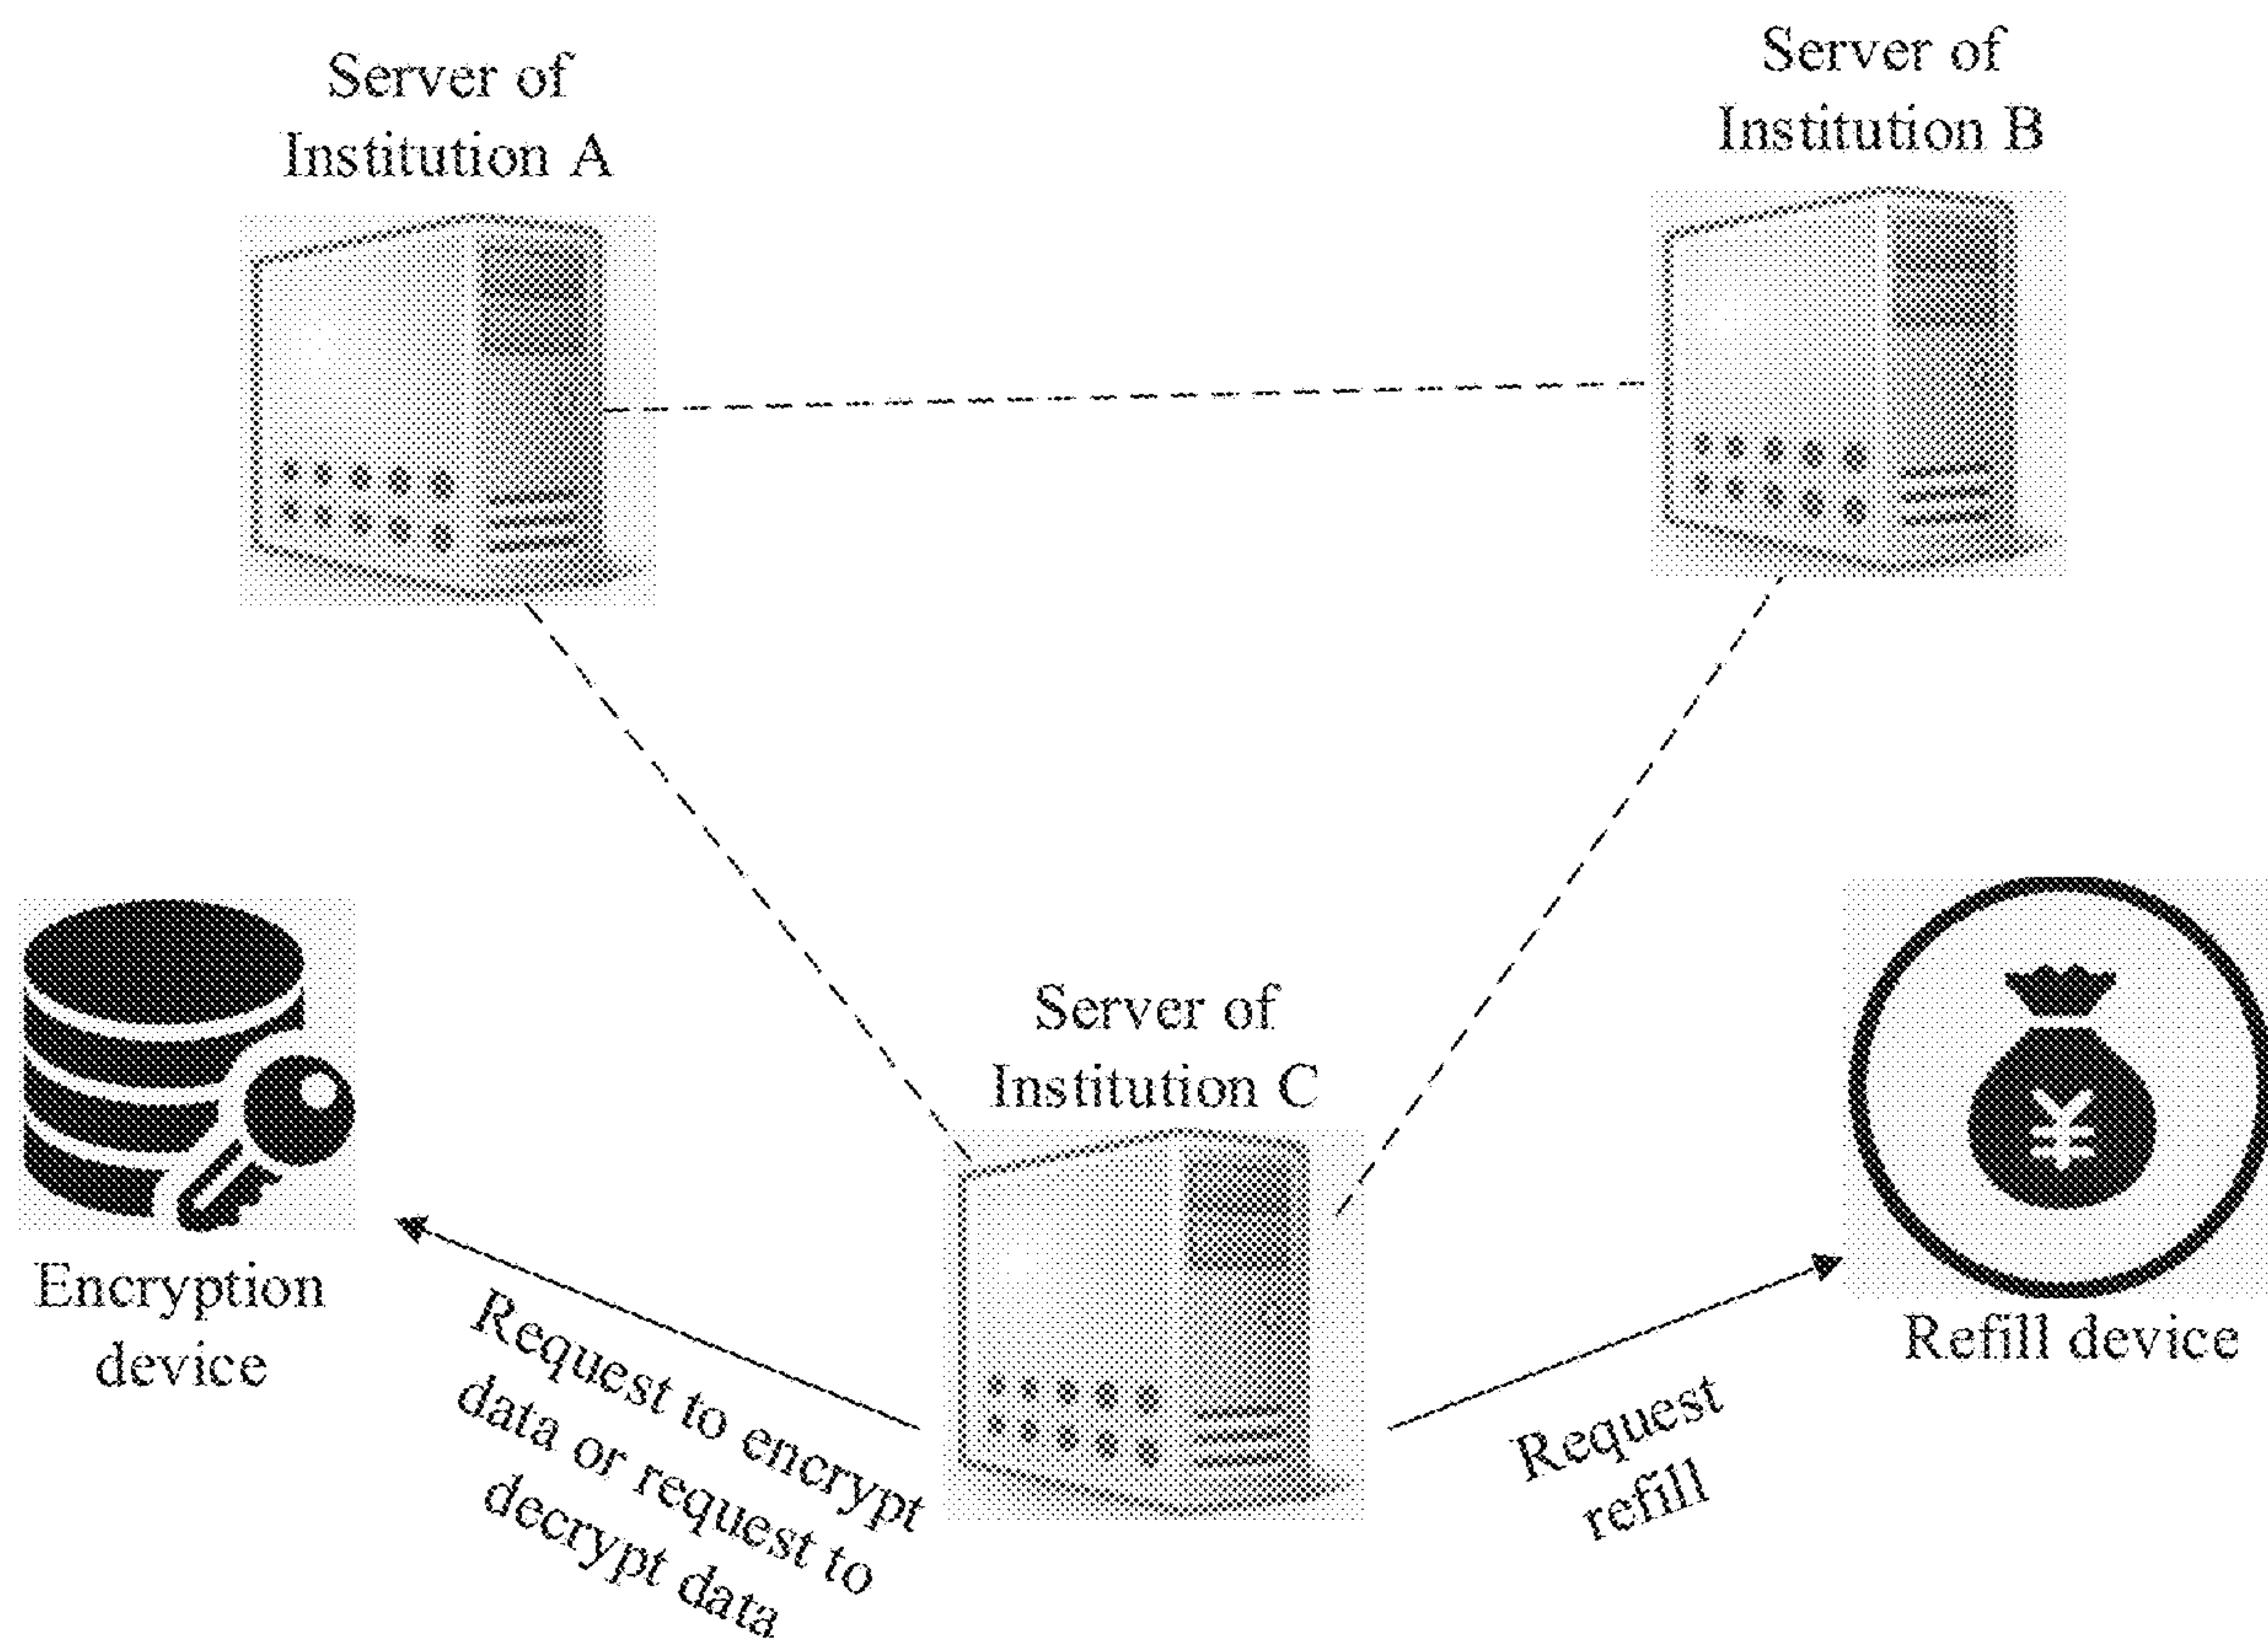 Server of
Institution A
Server of
Institution B
Server of
Institution C
Encryption
device
Request to encrypt
data or request to
decrypt data
Refill device
Request
refill
¥